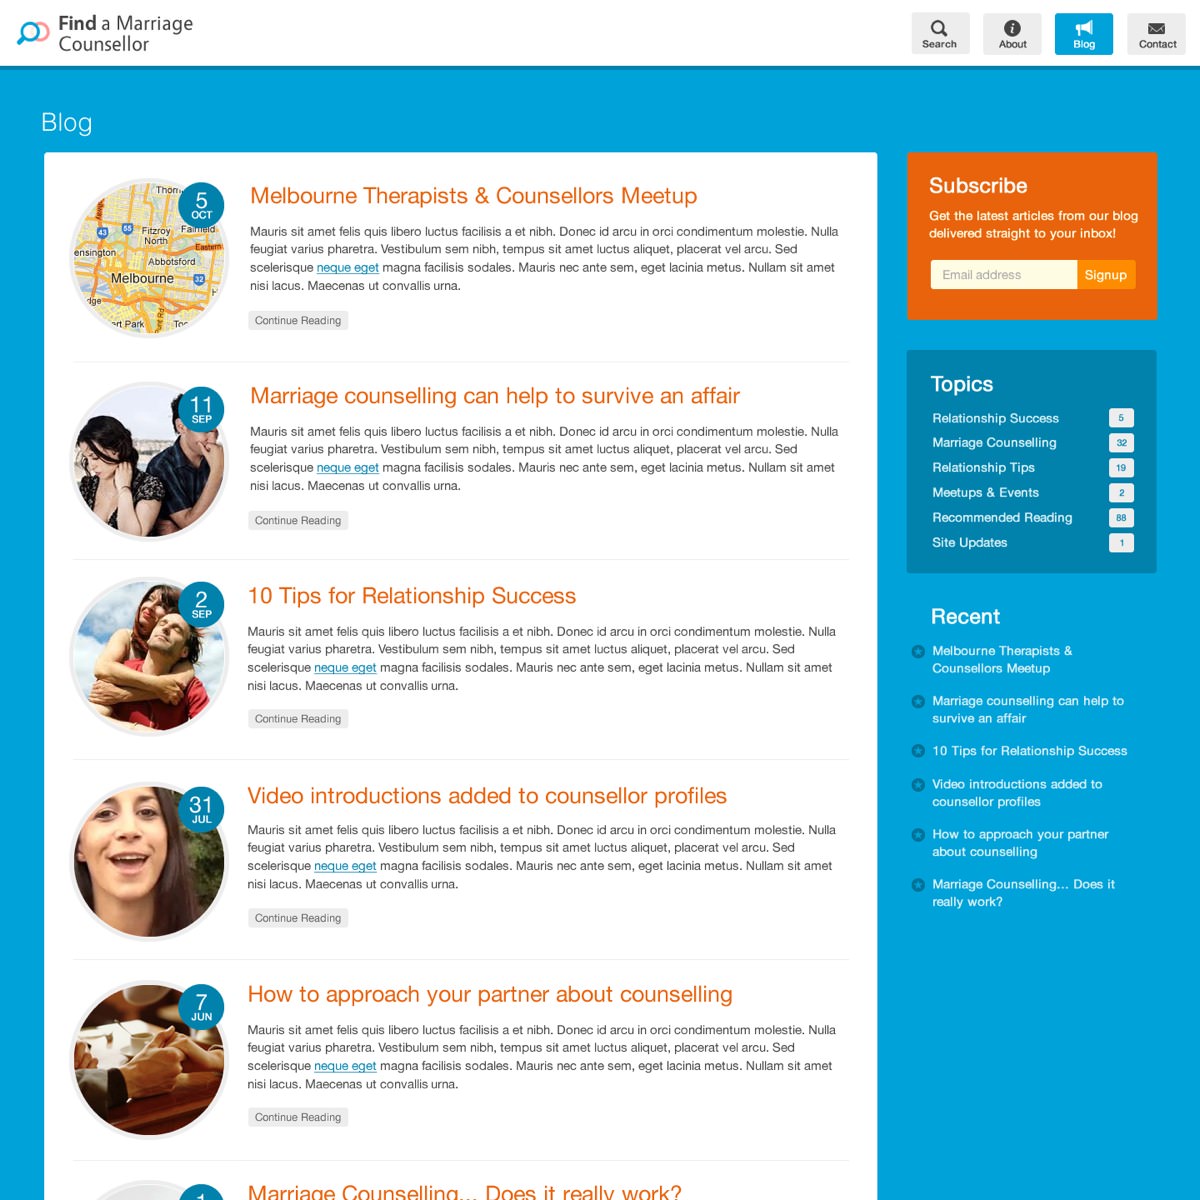 Find a Marriage
Counsellor
Search
About
Blog
Contact
Blog
Fitzroy
North
Fairfield
43
55
Eastern
ensington
Abbotsford
Melbourne
32
dge
rt Park
5
OCT
Melbourne Therapists & Counsellors Meetup
Mauris sit amet felis quis libero luctus facilisis a et nibh. Donec id arcu in orci condimentum molestie. Nulla
feugiat varius pharetra. Vestibulum sem nibh, tempus sit amet luctus aliquet, placerat vel arcu. Sed
scelerisque neque eget magna facilisis sodales. Mauris nec ante sem, eget lacinia metus. Nullam sit amet
nisi lacus. Maecenas ut convallis urna.
Continue Reading
11
SEP
Marriage counselling can help to survive an affair
Mauris sit amet felis quis libero luctus facilisis a et nibh. Donec id arcu in orci condimentum molestie. Nulla
feugiat varius pharetra. Vestibulum sem nibh, tempus sit amet luctus aliquet, placerat vel arcu. Sed
scelerisque neque eget magna facilisis sodales. Mauris nec ante sem, eget lacinia metus. Nullam sit amet
nisi lacus. Maecenas ut convallis urna.
Continue Reading
2
SEP
10 Tips for Relationship Success
Mauris sit amet felis quis libero luctus facilisis a et nibh. Donec id arcu in orci condimentum molestie. Nulla
feugiat varius pharetra. Vestibulum sem nibh, tempus sit amet luctus aliquet, placerat vel arcu. Sed
scelerisque neque eget magna facilisis sodales. Mauris nec ante sem, eget lacinia metus. Nullam sit amet
nisi lacus. Maecenas ut convallis urna.
Continue Reading
31
JUL
Video introductions added to counsellor profiles
Mauris sit amet felis quis libero luctus facilisis a et nibh. Donec id arcu in orci condimentum molestie. Nulla
feugiat varius pharetra. Vestibulum sem nibh, tempus sit amet luctus aliquet, placerat vel arcu. Sed
scelerisque neque eget magna facilisis sodales. Mauris nec ante sem, eget lacinia metus. Nullam sit amet
nisi lacus. Maecenas ut convallis urna.
Continue Reading
7
JUN
How to approach your partner about counselling
Mauris sit amet felis quis libero luctus facilisis a et nibh. Donec id arcu in orci condimentum molestie. Nulla
feugiat varius pharetra. Vestibulum sem nibh, tempus sit amet luctus aliquet, placerat vel arcu. Sed
scelerisque neque eget magna facilisis sodales. Mauris nec ante sem, eget lacinia metus. Nullam sit amet
nisi lacus. Maecenas ut convallis urna.
Continue Reading
1
Marriage Counselling... Does it really work?
Subscribe
Get the latest articles from our blog
delivered straight to your inbox!
Email address
Signup
Topics
Relationship Success 5
Marriage Counselling 32
Relationship Tips 19
Meetups & Events 2
Recommended Reading 88
Site Updates 1
Recent
Melbourne Therapists &
Counsellors Meetup
Marriage counselling can help to
survive an affair
10 Tips for Relationship Success
Video introductions added to
counsellor profiles
How to approach your partner
about counselling
Marriage Counselling... Does it
really work?